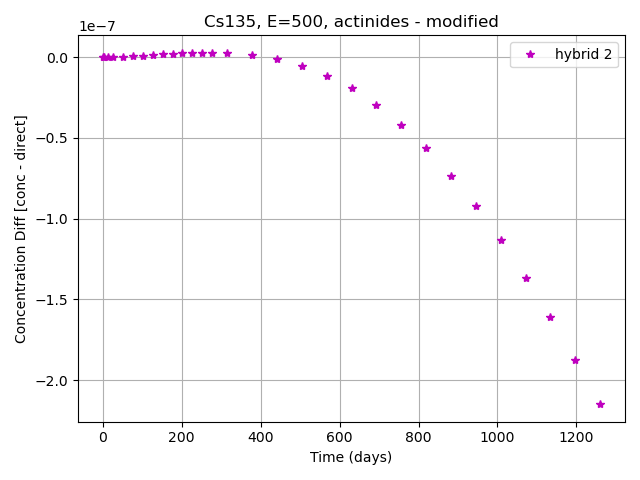 Cs135, E=500, actinides - modified
1e−7
hybrid 2
0.0
−0.5
−1.0
−1.5
−2.0
Concentration Diff [conc - direct]
0 200 400 600 800 1000 1200
Time (days)